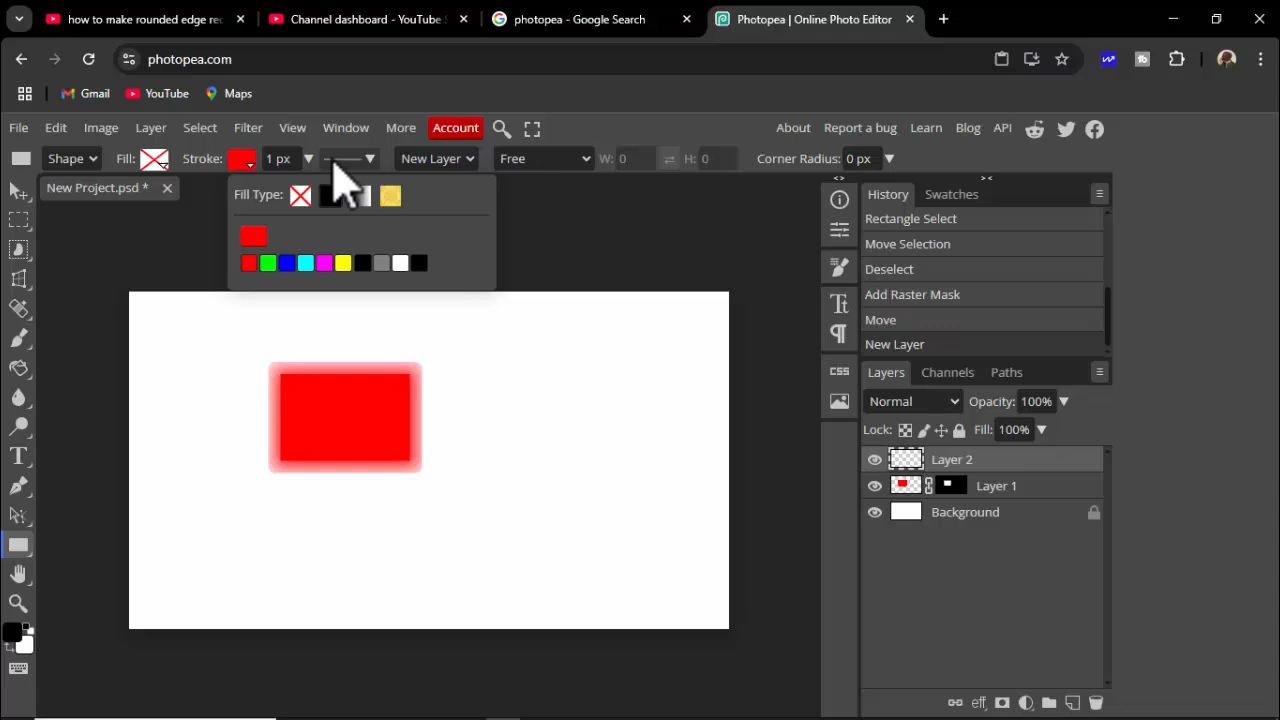 how to make rounded edge rec
Channel dashboard - YouTube S
photopea - Google Search
Photopea | Online Photo Editor
photopea.com
Gmail
YouTube
Maps
File Edit Image Layer Select Filter View Window More Account
About Report a bug Learn Blog API
Shape Fill: Stroke: 1 px New Layer Free W: 0 H: 0 Corner Radius: 0 px
New Project.psd *
Fill Type:
History Swatches
Rectangle Select
Move Selection
Deselect
Add Raster Mask
Move
New Layer
Layers Channels Paths
Normal Opacity: 100%
Lock: Fill: 100%
Layer 2
Layer 1
Background
CSS
eff